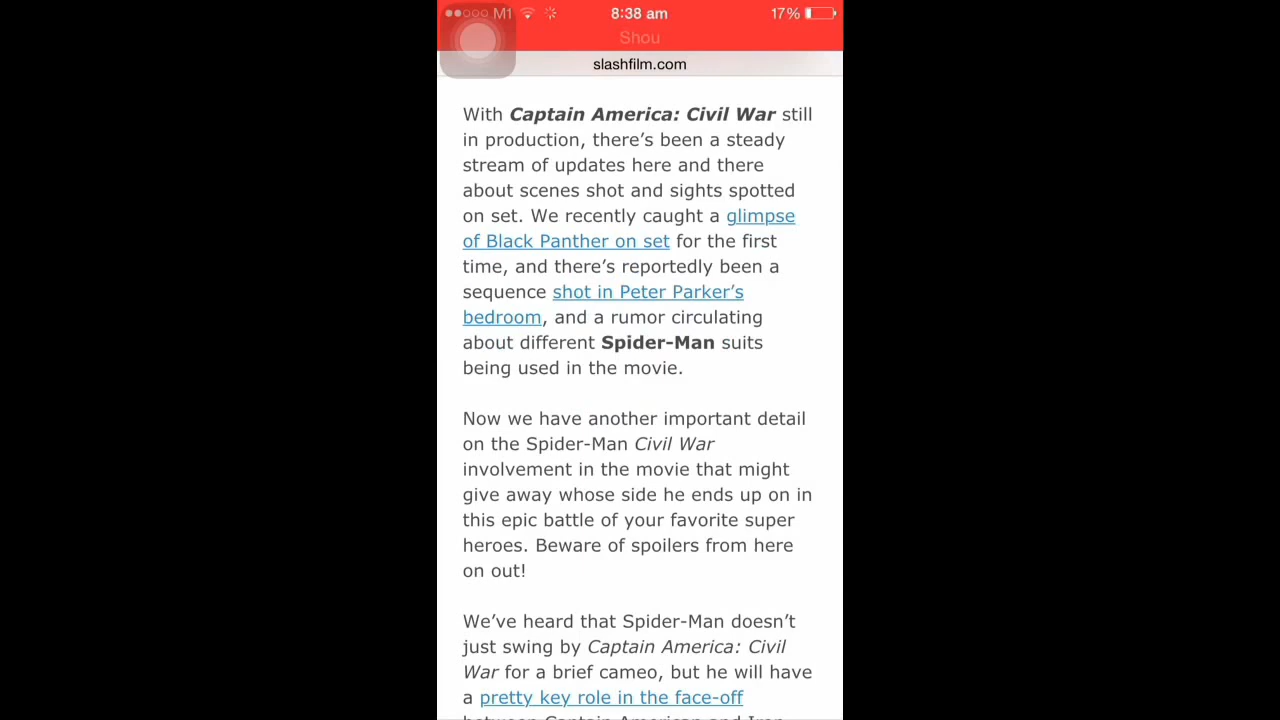 M1 8:38 am 17%
Shou
slashfilm.com
With Captain America: Civil War still
in production, there’s been a steady
stream of updates here and there
about scenes shot and sights spotted
on set. We recently caught a glimpse
of Black Panther on set for the first
time, and there’s reportedly been a
sequence shot in Peter Parker’s
bedroom, and a rumor circulating
about different Spider-Man suits
being used in the movie.
Now we have another important detail
on the Spider-Man Civil War
involvement in the movie that might
give away whose side he ends up on in
this epic battle of your favorite super
heroes. Beware of spoilers from here
on out!
We’ve heard that Spider-Man doesn’t
just swing by Captain America: Civil
War for a brief cameo, but he will have
a pretty key role in the face-off
between Captain American and Iron